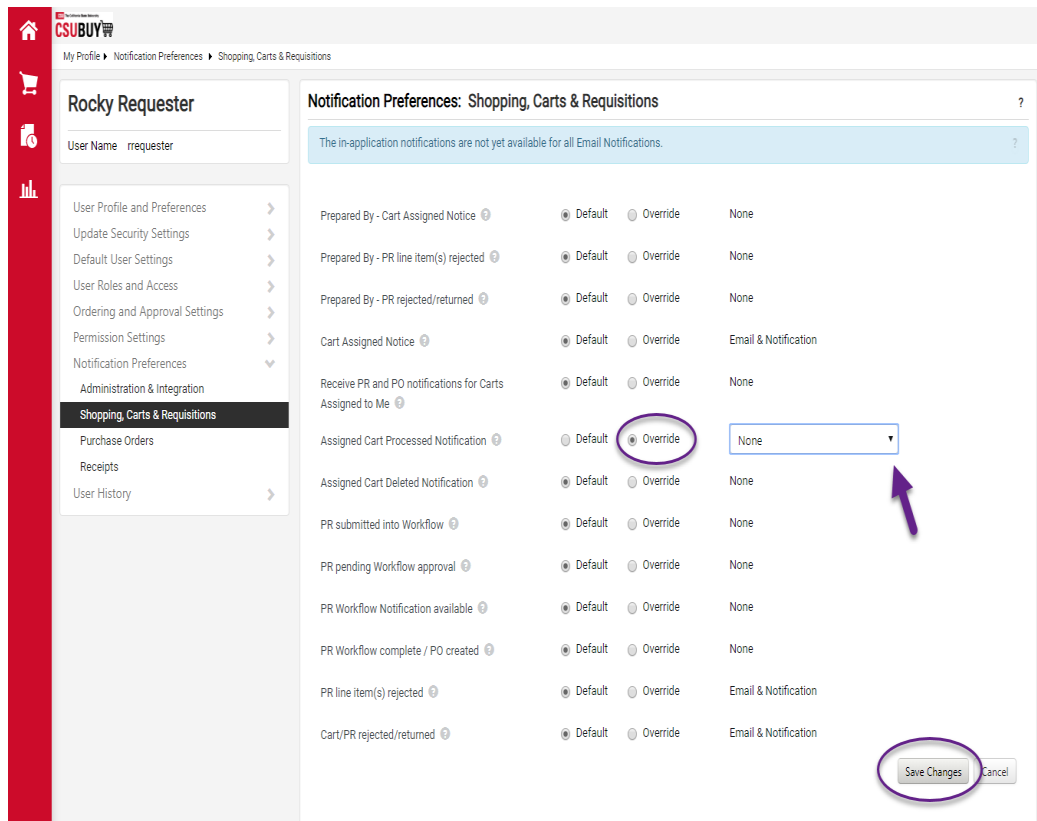 CSU The California State University
CSUBUY
My Profile Notification Preferences Shopping, Carts & Requisitions
Rocky Requester
User Name rrequester
User Profile and Preferences
Update Security Settings
Default User Settings
User Roles and Access
Ordering and Approval Settings
Permission Settings
Notification Preferences
Administration & Integration
Shopping, Carts & Requisitions
Purchase Orders
Receipts
User History
Notification Preferences: Shopping, Carts & Requisitions ?
The in-application notifications are not yet available for all Email Notifications. ?
Prepared By - Cart Assigned Notice ? Default Override None
Prepared By - PR line item(s) rejected ? Default Override None
Prepared By - PR rejected/returned ? Default Override None
Cart Assigned Notice ? Default Override Email & Notification
Receive PR and PO notifications for Carts Default Override None
Assigned to Me ?
Assigned Cart Processed Notification ? Default Override None
Assigned Cart Deleted Notification ? Default Override None
PR submitted into Workflow ? Default Override None
PR pending Workflow approval ? Default Override None
PR Workflow Notification available ? Default Override None
PR Workflow complete / PO created ? Default Override None
PR line item(s) rejected ? Default Override Email & Notification
Cart/PR rejected/returned ? Default Override Email & Notification
Save Changes Cancel